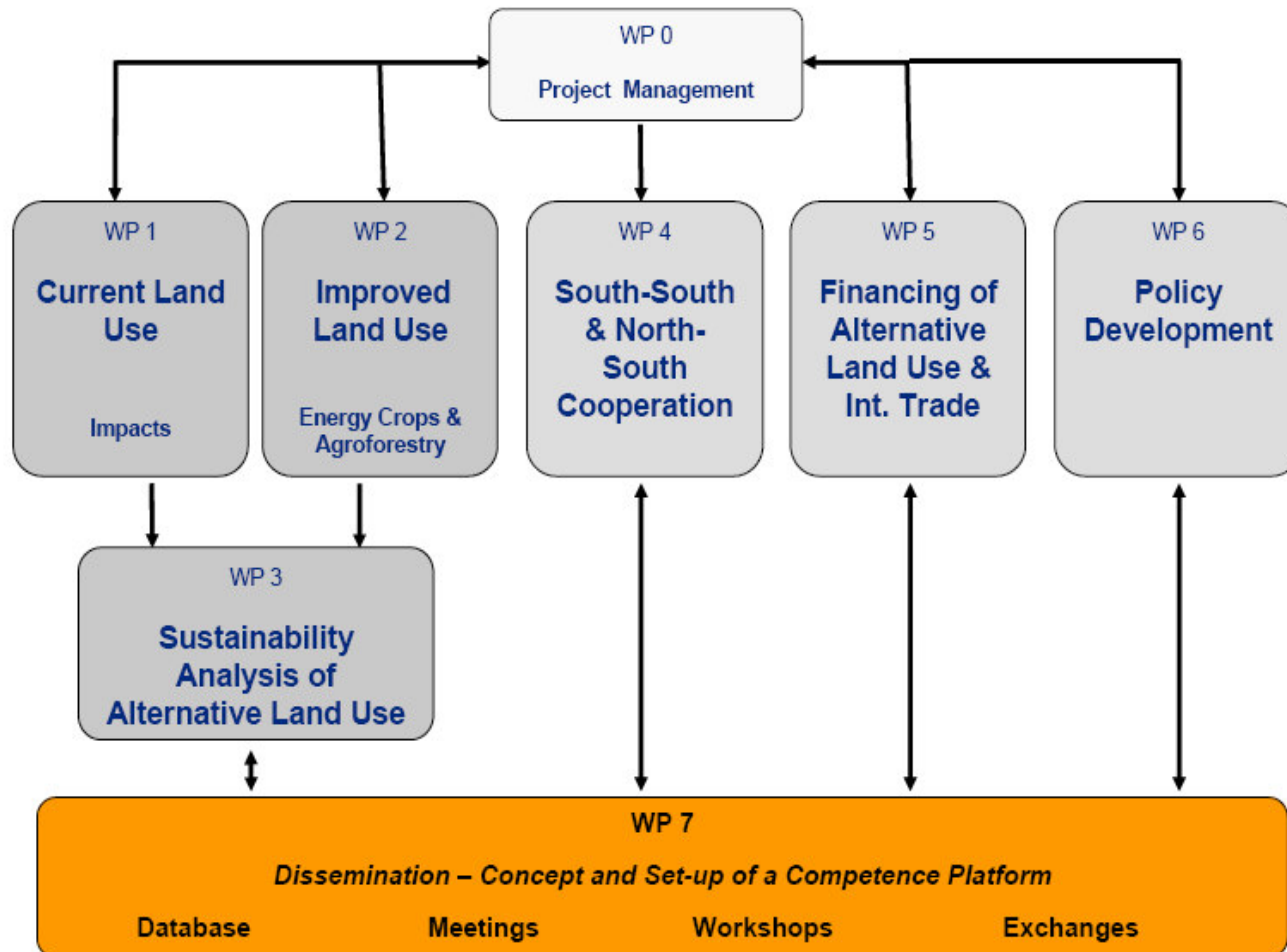 WP 0
Project Management
WP 1
Current Land
Use
Impacts
WP 2
Improved
Land Use
Energy Crops &
Agroforestry
WP 4
South-South
& North-
South
Cooperation
WP 5
Financing of
Alternative
Land Use &
Int. Trade
WP 6
Policy
Development
WP 3
Sustainability
Analysis of
Alternative Land Use
WP 7
Dissemination – Concept and Set-up of a Competence Platform
Database Meetings Workshops Exchanges